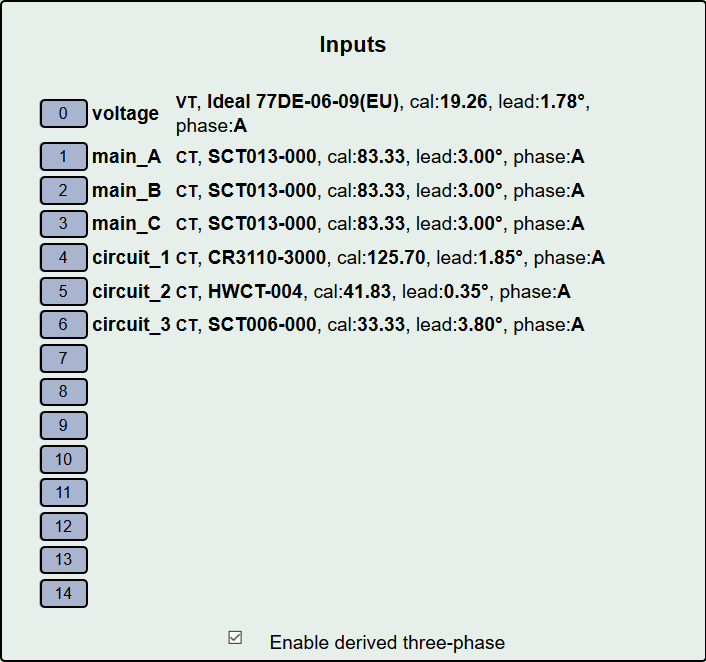 Inputs
0 voltage VT, Ideal 77DE-06-09(EU), cal:19.26, lead:1.78°,
phase:A
1 main_A CT, SCT013-000, cal:83.33, lead:3.00°, phase:A
2 main_B CT, SCT013-000, cal:83.33, lead:3.00°, phase:A
3 main_C CT, SCT013-000, cal:83.33, lead:3.00°, phase:A
4 circuit_1 CT, CR3110-3000, cal:125.70, lead:1.85°, phase:A
5 circuit_2 CT, HWCT-004, cal:41.83, lead:0.35°, phase:A
6 circuit_3 CT, SCT006-000, cal:33.33, lead:3.80°, phase:A
7
8
9
10
11
12
13
14
Enable derived three-phase